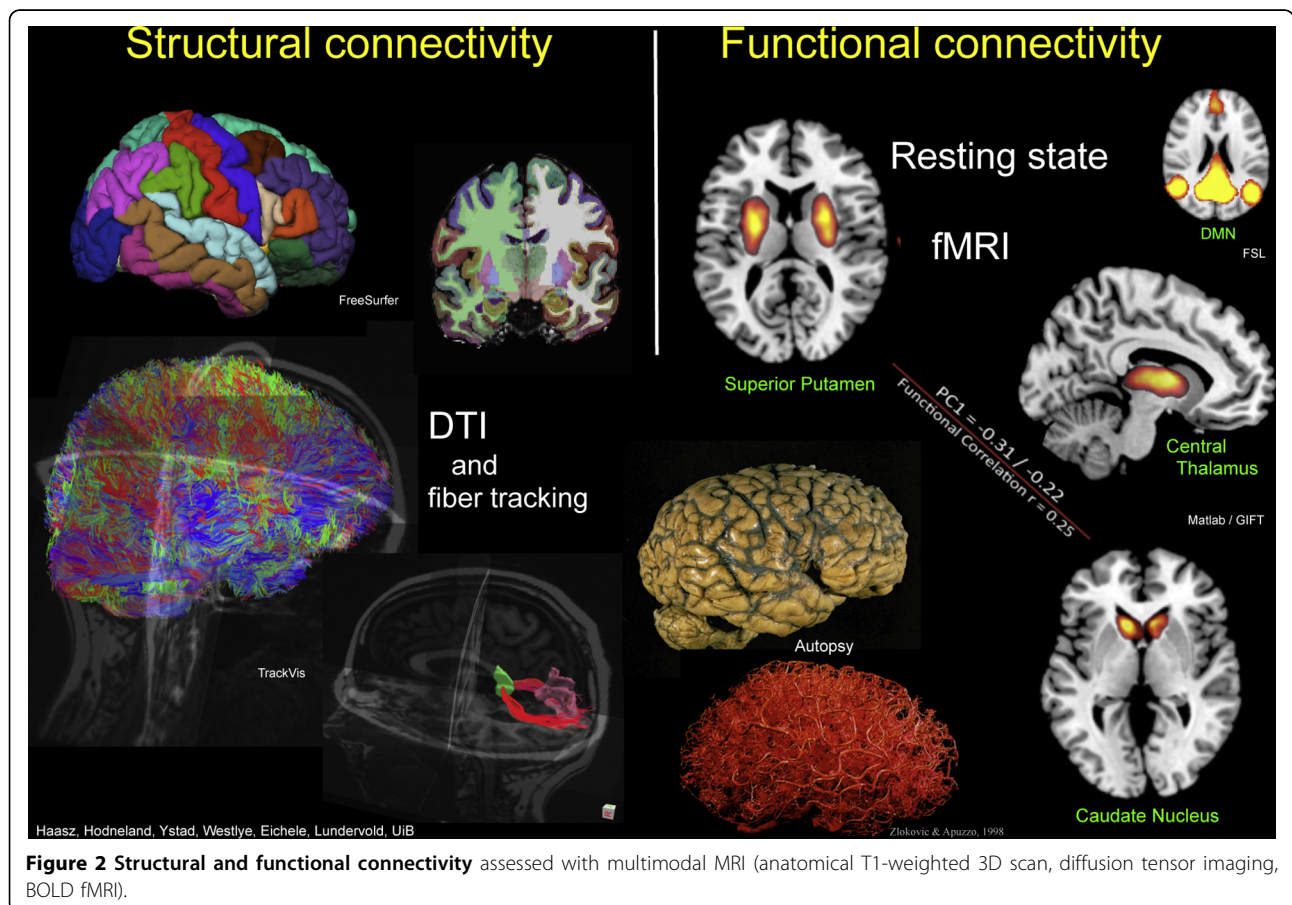 Structural connectivity
Functional connectivity
FreeSurfer
DTI
and
fiber tracking
TrackVis
Haasz, Hodneland, Ystad, Westlye, Eichele, Lundervold, UiB
Resting state
fMRI
DMN
FSL
Superior Putamen
PC1 = -0.31 / -0.22
Functional Correlation r = 0.25
Central
Thalamus
Matlab / GIFT
Autopsy
Caudate Nucleus
Zlokovic & Apuzzo, 1998
Figure 2 Structural and functional connectivity assessed with multimodal MRI (anatomical T1-weighted 3D scan, diffusion tensor imaging,
BOLD fMRI).